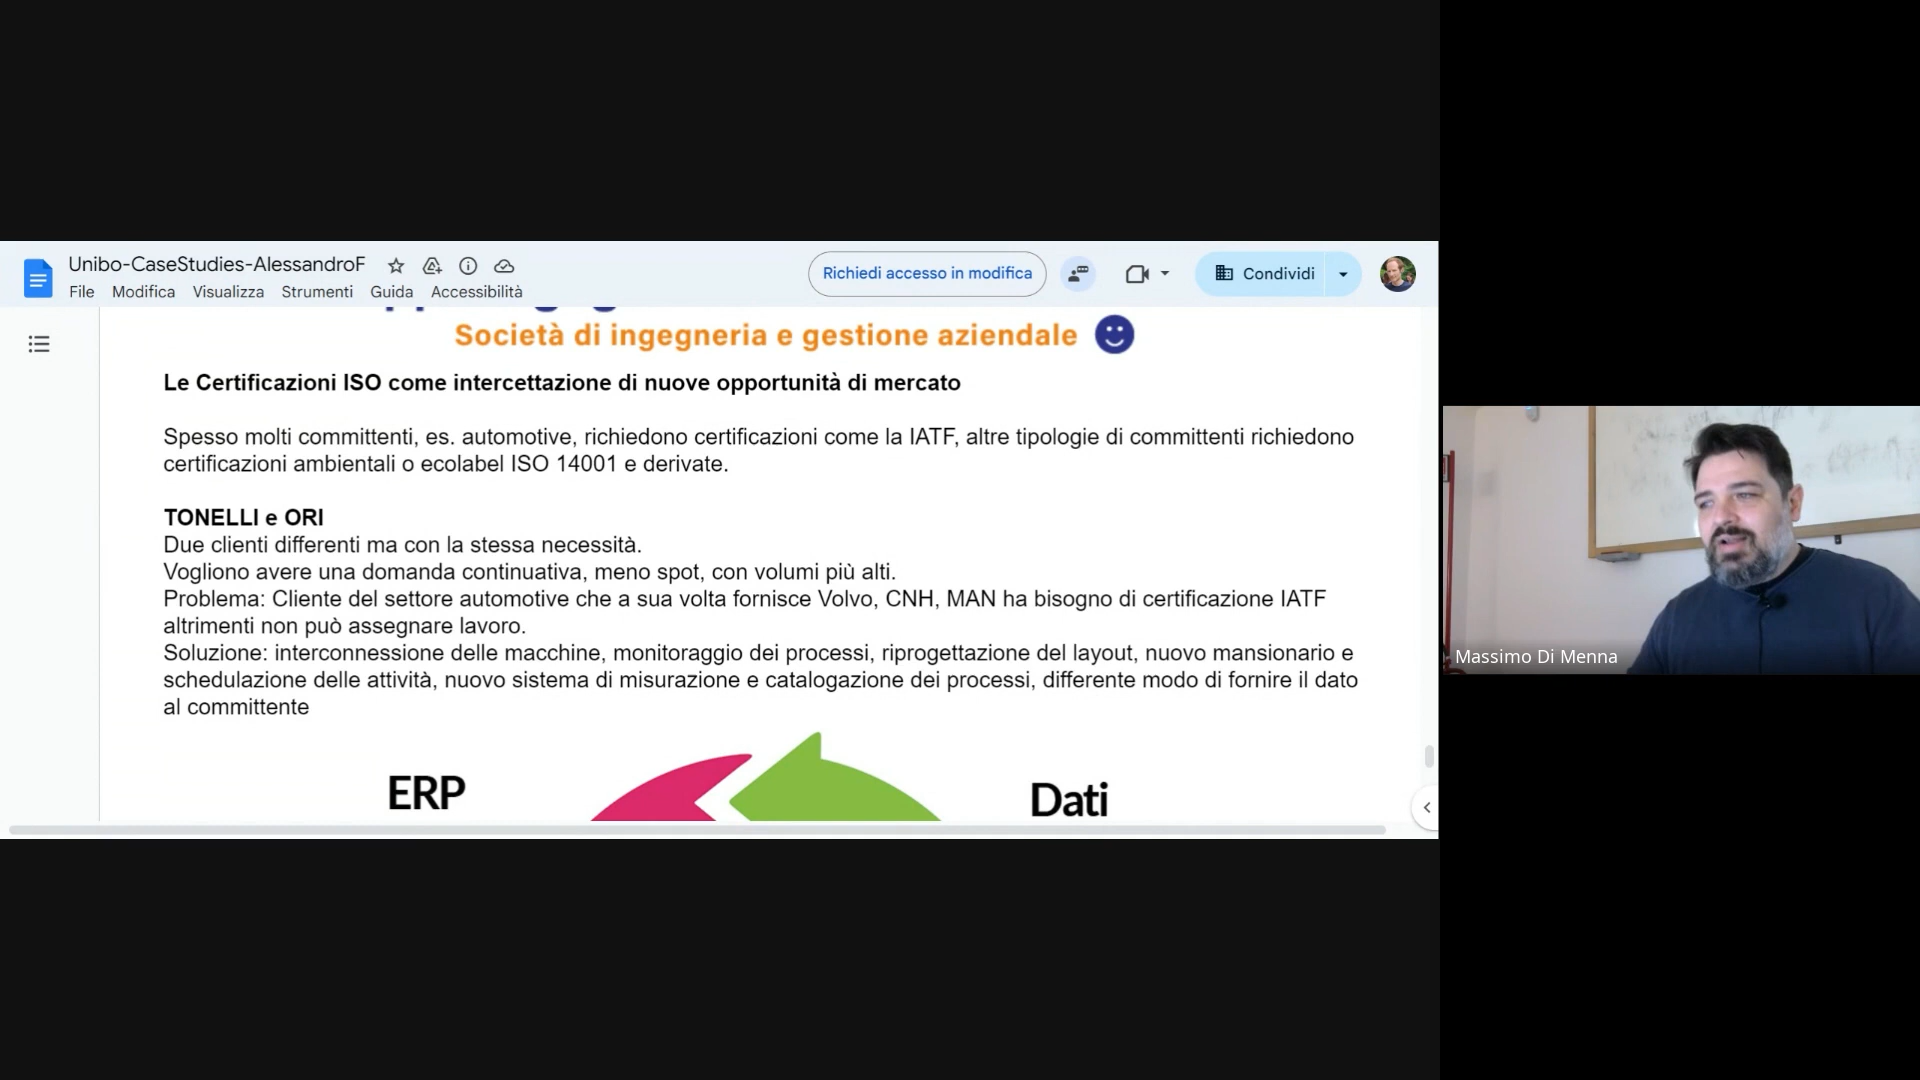 Unibo-CaseStudies-AlessandroF
File Modifica Visualizza Strumenti Guida Accessibilità
Richiedi accesso in modifica
Condividi
Società di ingegneria e gestione aziendale
Le Certificazioni ISO come intercettazione di nuove opportunità di mercato
Spesso molti committenti, es. automotive, richiedono certificazioni come la IATF, altre tipologie di committenti richiedono
certificazioni ambientali o ecolabel ISO 14001 e derivate.
TONELLI e ORI
Due clienti differenti ma con la stessa necessità.
Vogliono avere una domanda continuativa, meno spot, con volumi più alti.
Problema: Cliente del settore automotive che a sua volta fornisce Volvo, CNH, MAN ha bisogno di certificazione IATF
altrimenti non può assegnare lavoro.
Soluzione: interconnessione delle macchine, monitoraggio dei processi, riprogettazione del layout, nuovo mansionario e
schedulazione delle attività, nuovo sistema di misurazione e catalogazione dei processi, differente modo di fornire il dato
al committente
ERP
Dati
Massimo Di Menna